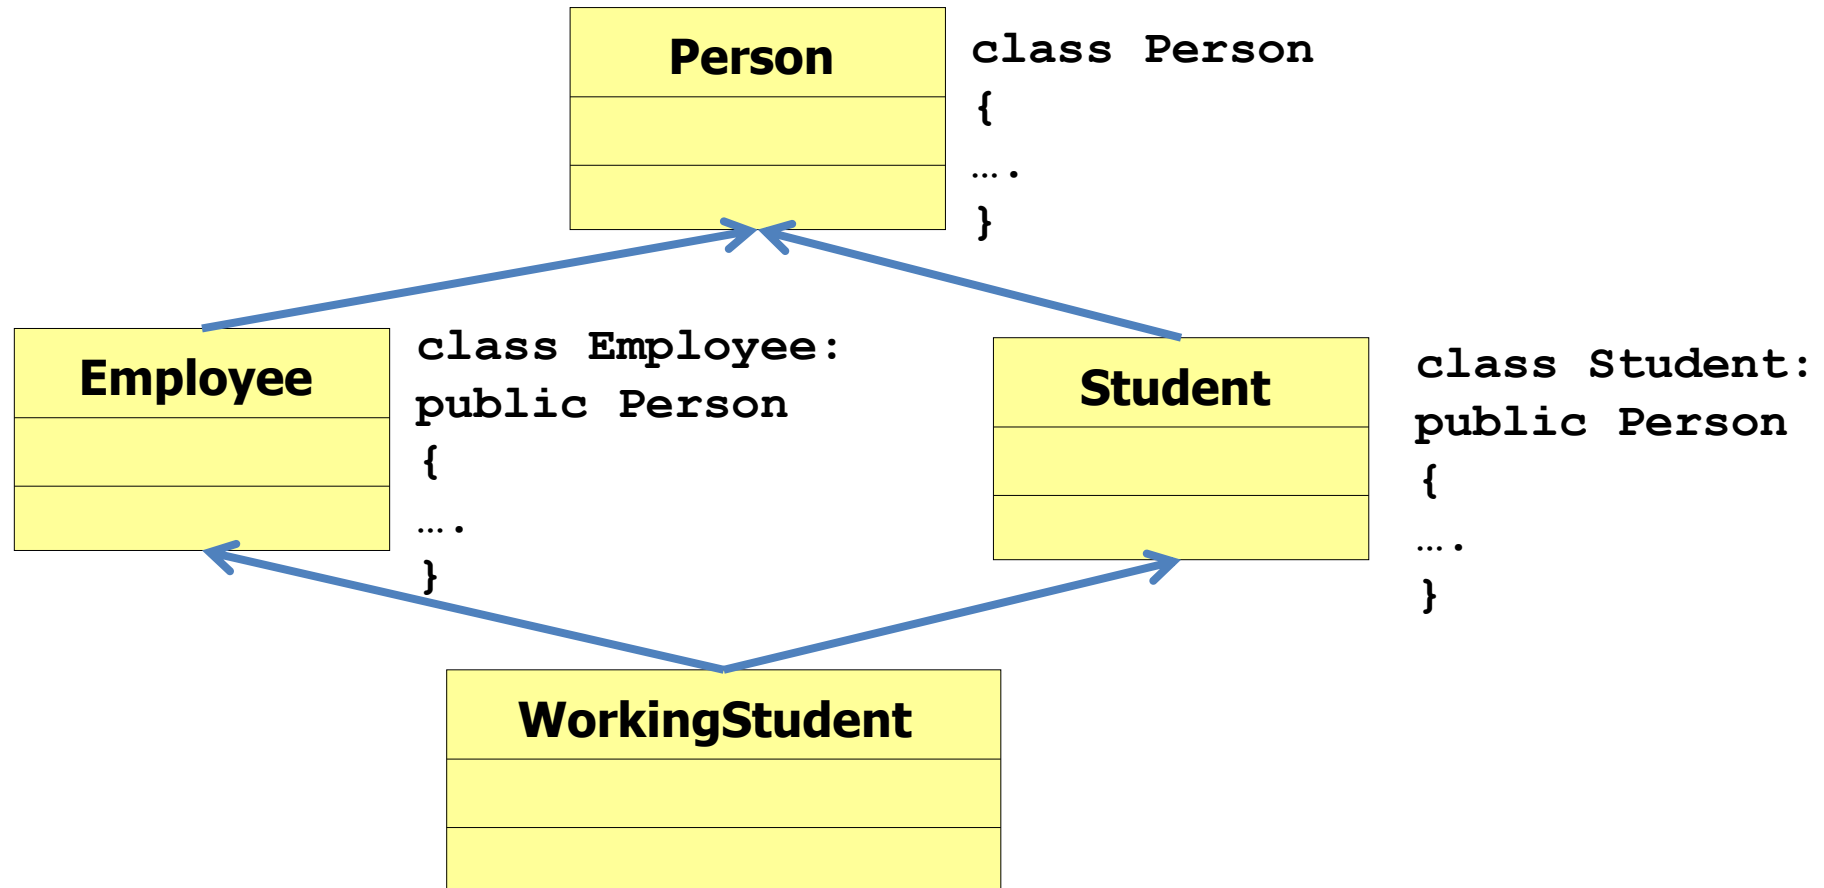 Person
class Person
{
….
}
Employee
class Employee:
public Person
{
….
}
Student
class Student:
public Person
{
….
}
WorkingStudent